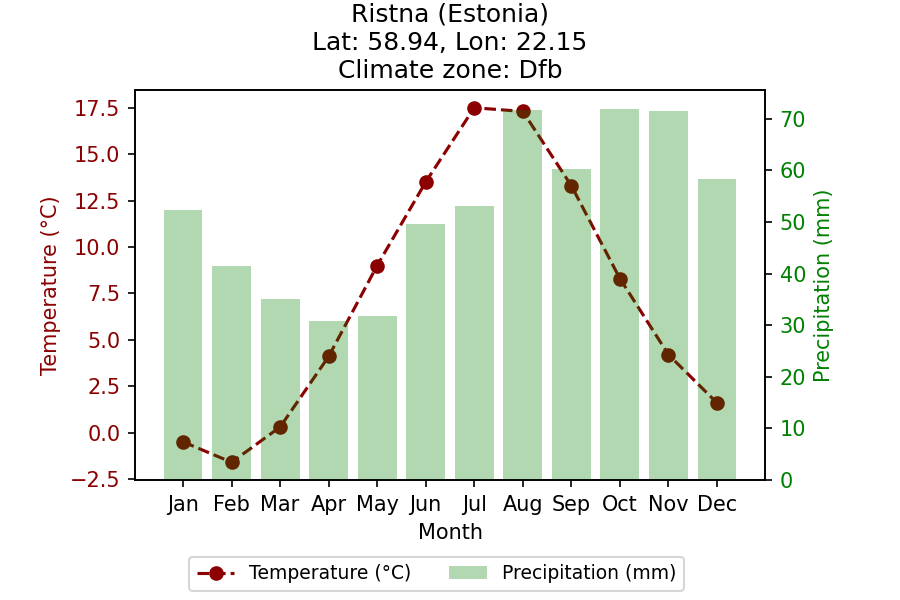 Ristna (Estonia)
Lat: 58.94, Lon: 22.15
Climate zone: Dfb
Temperature (°C)
17.5
15.0
12.5
10.0
7.5
5.0
2.5
0.0
−2.5
70
60
50
40
30
20
10
0
Precipitation (mm)
Jan Feb Mar Apr May Jun Jul Aug Sep Oct Nov Dec
Month
Temperature (°C) Precipitation (mm)